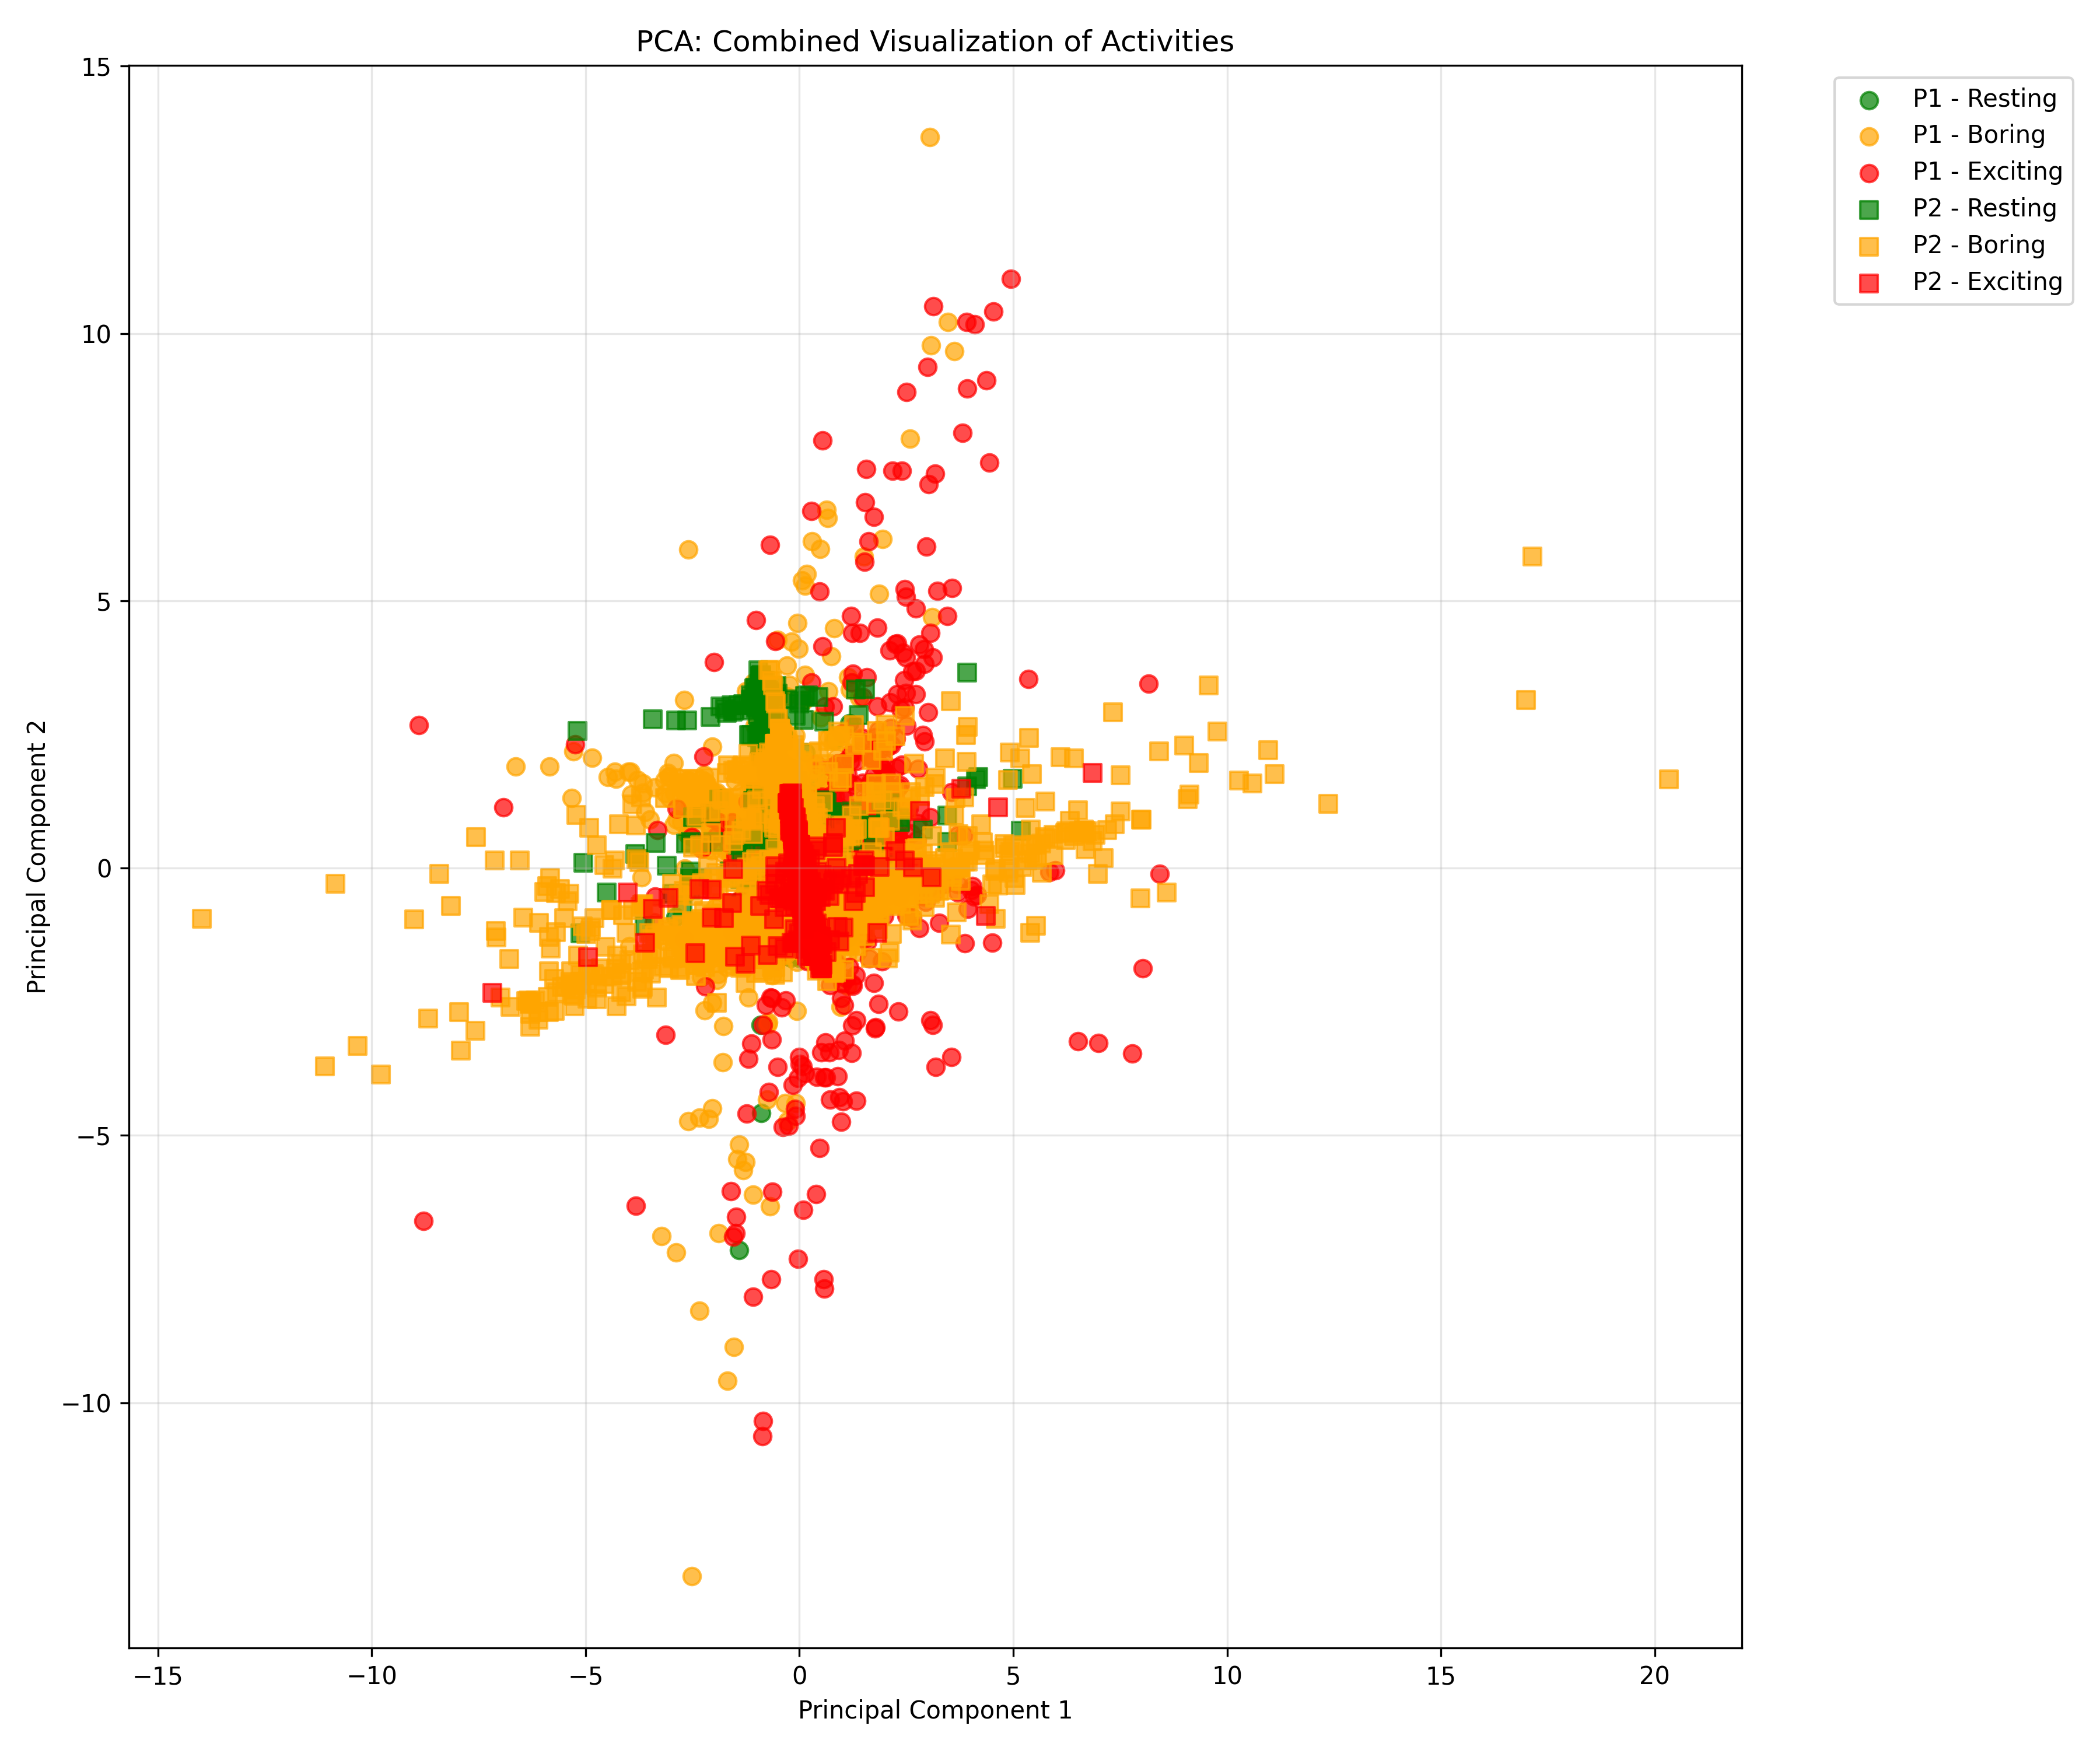 PCA: Combined Visualization of Activities
P1 - Resting
P1 - Boring
P1 - Exciting
P2 - Resting
P2 - Boring
P2 - Exciting
15
10
5
0
−5
−10
Principal Component 2
−15
−10
−5
0
5
10
15
20
Principal Component 1